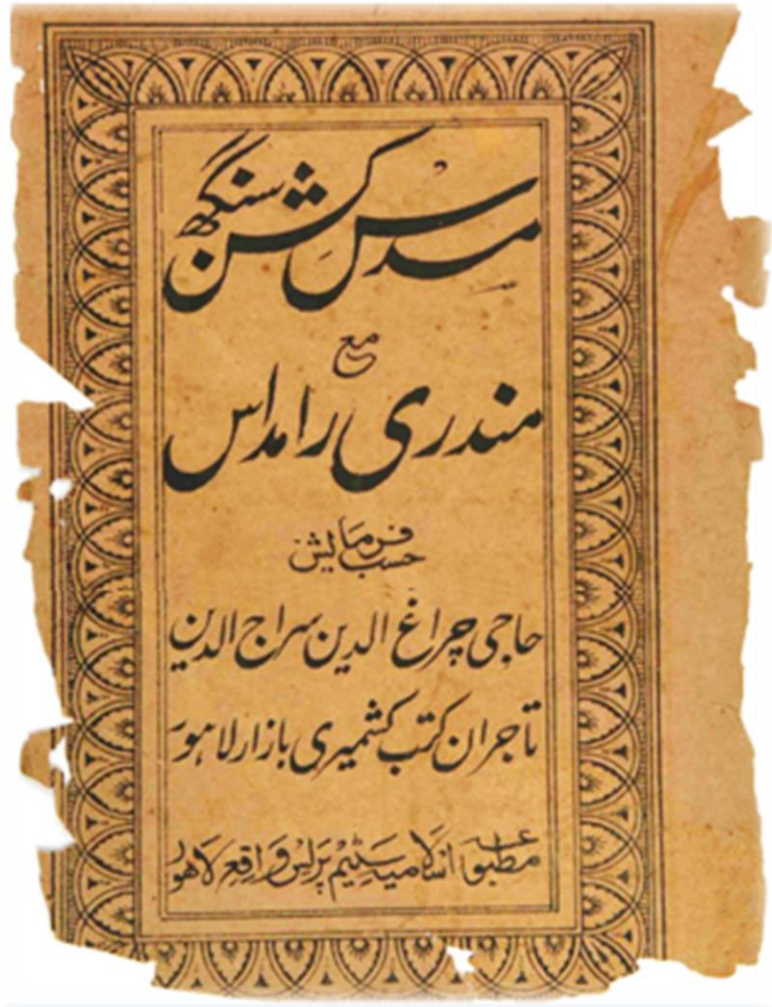 مسدس کشن سنگھ
مع
مندری رامداس
حسب فرمایش
حاجی چراغ الدین سراج الدین
تاجران کتب کشمیری بازار لاہور
مطبوعہ اسلامیہ سٹیم پریس واقع لاہور